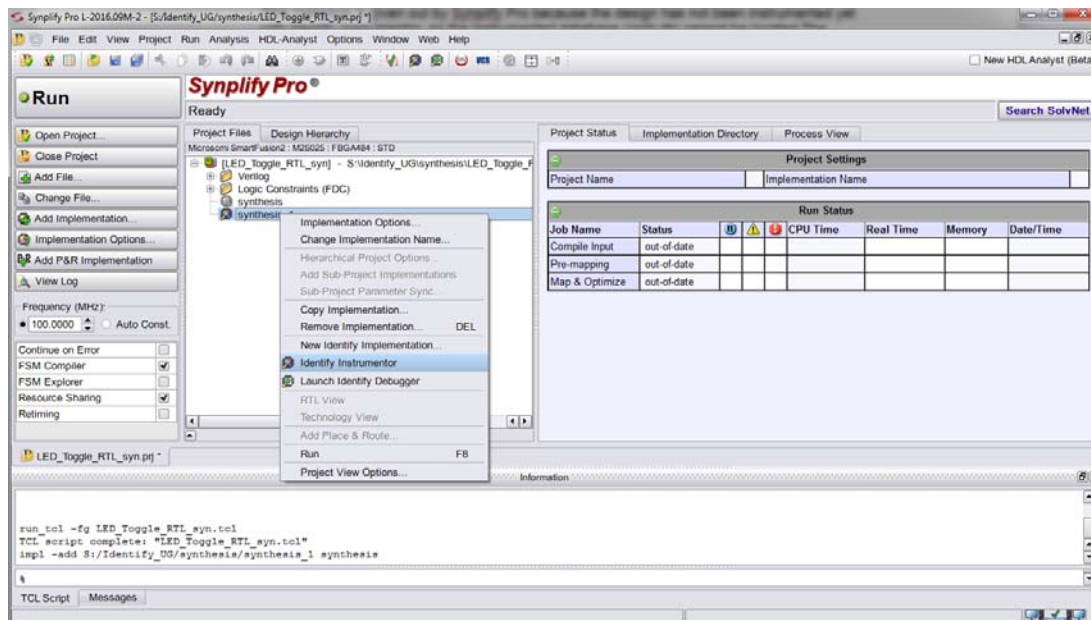 Synplify Pro L-2016.09M-2 - [S:/Identify_UG/synthesis/LED_Toggle_RTL_syn.prj *]
File Edit View Project Run Analysis HDL-Analyst Options Window Web Help
New HDL Analyst (Beta
Run
Synplify Pro®
Ready
Search SolvNet
Open Project...
Close Project
Add File...
Change File...
Add Implementation...
Implementation Options...
Add P&R Implementation
View Log
Frequency (MHz):
100.0000 Auto Const.
Continue on Error
FSM Compiler
FSM Explorer
Resource Sharing
Retiming
Project Files Design Hierarchy
Microsemi SmartFusion2 : M2S025 : FBGA484 : STD
[LED_Toggle_RTL_syn] - S:\Identify_UG\synthesis\LED_Toggle_F
Verilog
Logic Constraints (FDC)
synthesis
Implementation Options...
Change Implementation Name...
Hierarchical Project Options...
Add Sub-Project Implementations
Sub-Project Parameter Sync...
Copy Implementation...
Remove Implementation... DEL
New Identify Implementation...
Identify Instrumentor
Launch Identify Debugger
RTL View
Technology View
Add Place & Route...
Run F8
Project View Options...
Project Status Implementation Directory Process View
Project Settings
Project Name Implementation Name
Run Status
Job Name Status CPU Time Real Time Memory Date/Time
Compile Input out-of-date
Pre-mapping out-of-date
Map & Optimize out-of-date
LED_Toggle_RTL_syn.prj *
Information
run_tcl -fg LED_Toggle_RTL_syn.tcl
TCL script complete: "LED_Toggle_RTL_syn.tcl"
impl -add S:/Identify_UG/synthesis/synthesis_1 synthesis
%
TCL Script Messages